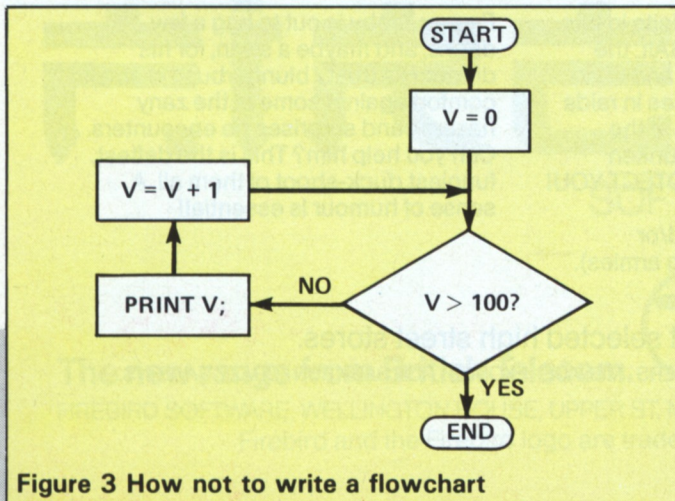 START
V = 0
V = V + 1
V > 100?
NO
PRINT V;
YES
END
Figure 3 How not to write a flowchart